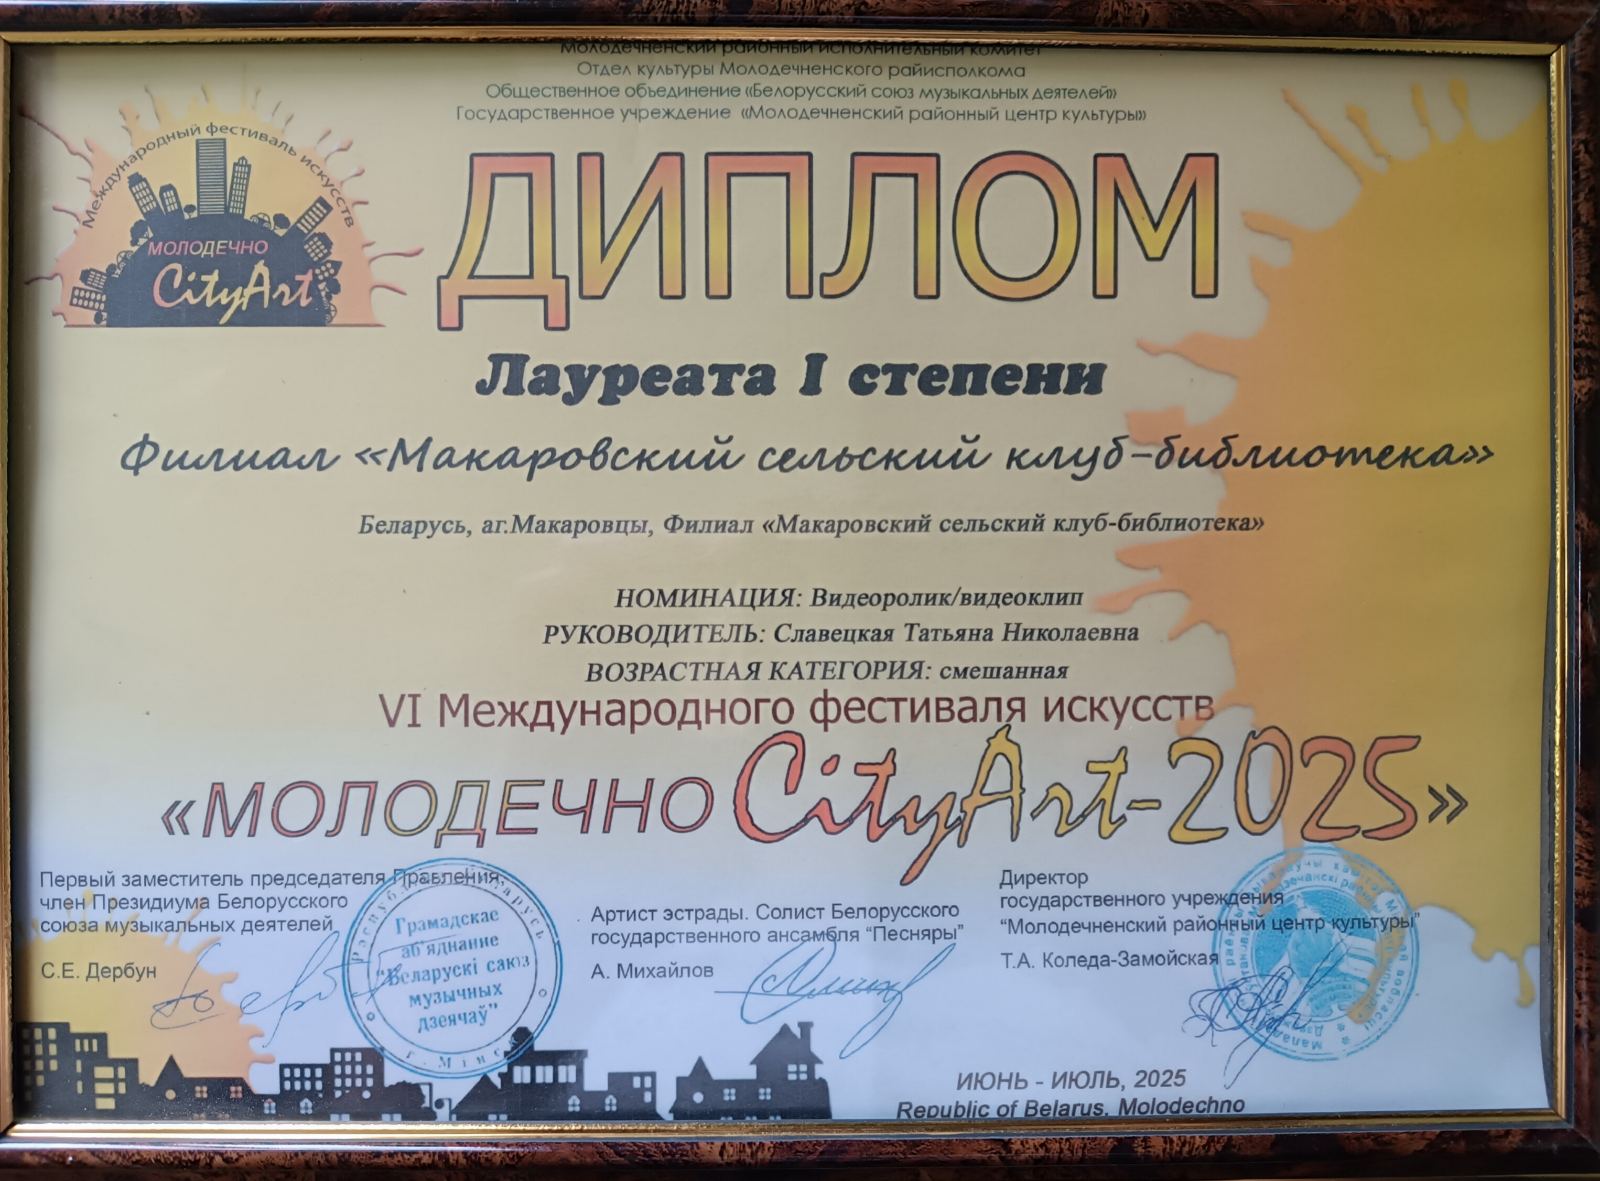 Молодечненский районный исполнительный комитет
Отдел культуры Молодечненского райисполкома
Общественное объединение «Белорусский союз музыкальных деятелей»
Государственное учреждение «Молодечненский районный центр культуры»
Международный фестиваль искусств
МОЛОДЕЧНО
CityArt
ДИПЛОМ
Лауреата I степени
Филиал «Макаровский сельский клуб-библиотека»
Беларусь, аг.Макаровцы, Филиал «Макаровский сельский клуб-библиотека»
НОМИНАЦИЯ: Видеоролик/видеоклип
РУКОВОДИТЕЛЬ: Славецкая Татьяна Николаевна
ВОЗРАСТНАЯ КАТЕГОРИЯ: смешанная
VI Международного фестиваля искусств
«МОЛОДЕЧНО CityArt-2025»
Первый заместитель председателя Правления,
член Президиума Белорусского
союза музыкальных деятелей
С.Е. Дербун
Рэспубліка Беларусь
Грамадскае
аб'яднание
"Беларускі саюз
музычных
дзеячаў"
г. Мінск
Артист эстрады. Солист Белорусского
государственного ансамбля "Песняры"
А. Михайлов
Директор
государственного учреждения
"Молодечненский районный центр культуры"
Т.А. Коледа-Замойская
ИЮНЬ - ИЮЛЬ, 2025
Republic of Belarus, Molodechno